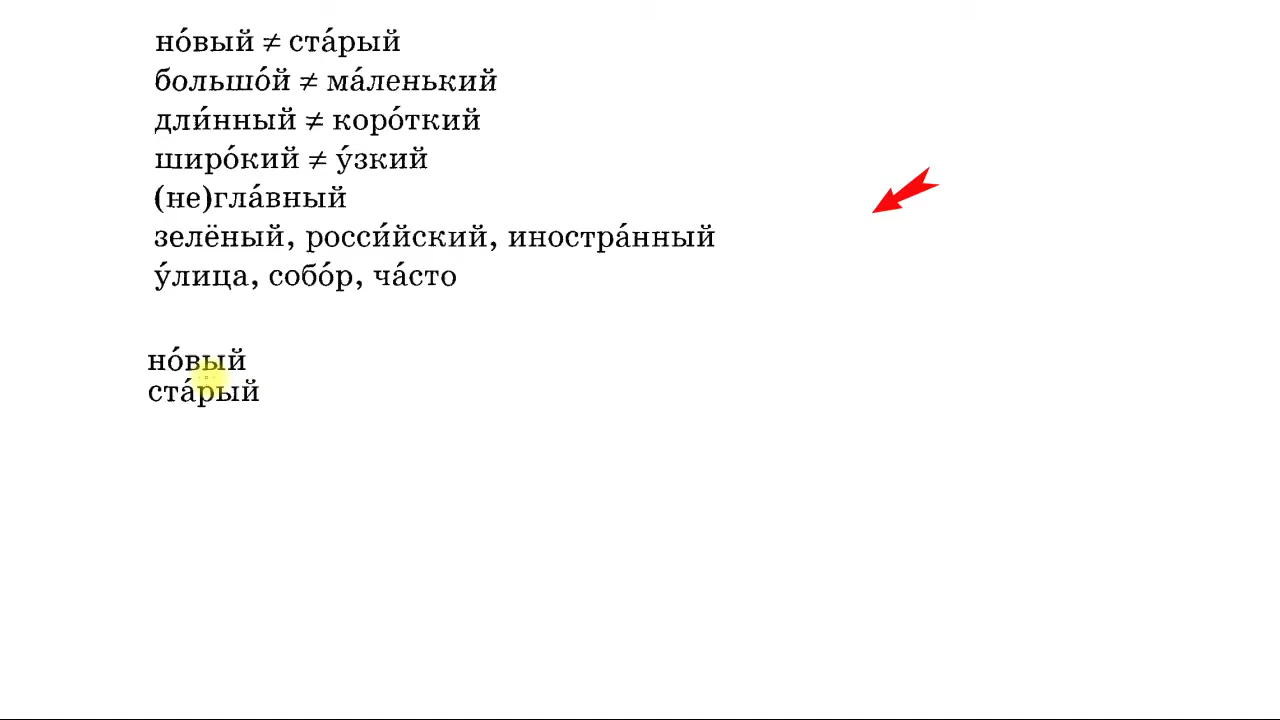 но́вый ≠ ста́рый
большо́й ≠ ма́ленький
дли́нный ≠ коро́ткий
широ́кий ≠ у́зкий
(не)гла́вный
зелёный, росси́йский, иностра́нный
у́лица, собо́р, ча́сто
но́вый
ста́рый